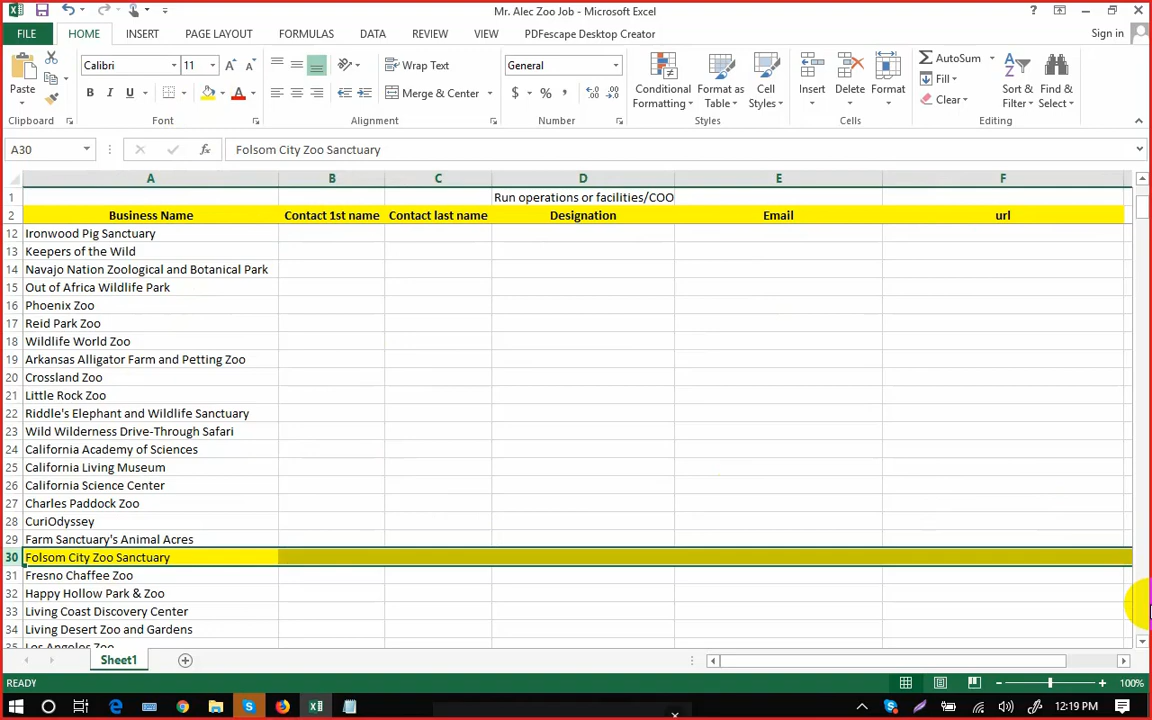 Mr. Alec Zoo Job - Microsoft Excel
?
Sign in
FILE HOME INSERT PAGE LAYOUT FORMULAS DATA REVIEW VIEW PDFescape Desktop Creator
Paste
Clipboard
Calibri 11
B I U
Font
Wrap Text
Merge & Center
Alignment
General
$ % ,
Number
Conditional Formatting
Format as Table
Cell Styles
Styles
Insert
Delete
Format
Cells
AutoSum
Fill
Clear
Sort & Filter
Find & Select
Editing
A30 fx Folsom City Zoo Sanctuary
A B C D E F
1 Run operations or facilities/COO
2 Business Name Contact 1st name Contact last name Designation Email url
12 Ironwood Pig Sanctuary
13 Keepers of the Wild
14 Navajo Nation Zoological and Botanical Park
15 Out of Africa Wildlife Park
16 Phoenix Zoo
17 Reid Park Zoo
18 Wildlife World Zoo
19 Arkansas Alligator Farm and Petting Zoo
20 Crossland Zoo
21 Little Rock Zoo
22 Riddle's Elephant and Wildlife Sanctuary
23 Wild Wilderness Drive-Through Safari
24 California Academy of Sciences
25 California Living Museum
26 California Science Center
27 Charles Paddock Zoo
28 CuriOdyssey
29 Farm Sanctuary's Animal Acres
30 Folsom City Zoo Sanctuary
31 Fresno Chaffee Zoo
32 Happy Hollow Park & Zoo
33 Living Coast Discovery Center
34 Living Desert Zoo and Gardens
35 Los Angeles Zoo
Sheet1
READY 100%
12:19 PM